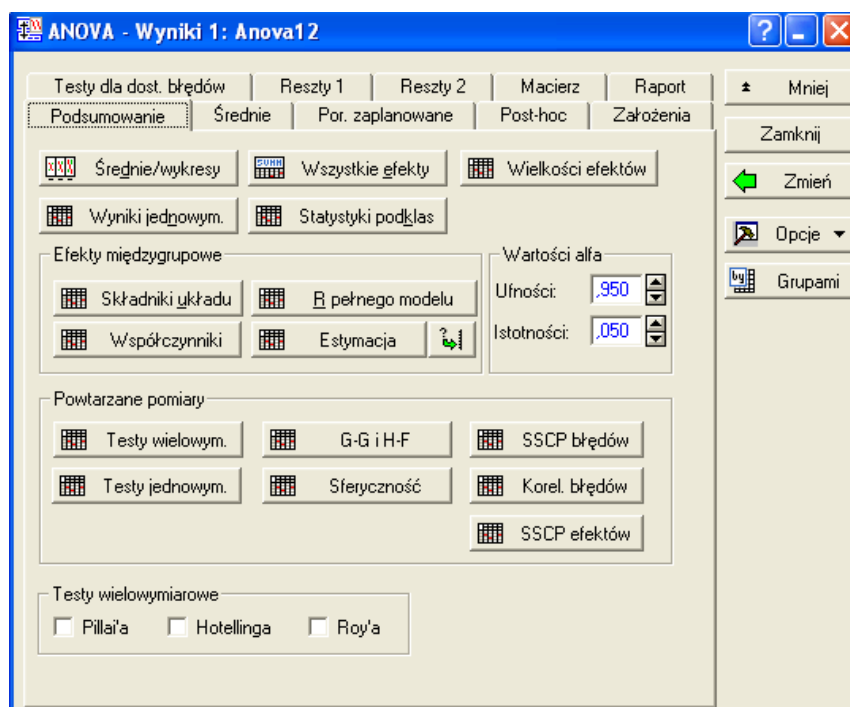 ANOVA - Wyniki 1: Anova12
Testy dla dost. błędów Reszty 1 Reszty 2 Macierz Raport
Podsumowanie Średnie Por. zaplanowane Post-hoc Założenia
Mniej
Zamknij
Zmień
Opcje
Grupami
Średnie/wykresy Wszystkie efekty Wielkości efektów
Wyniki jednowym. Statystyki podklas
Efekty międzygrupowe
Składniki układu R pełnego modelu
Współczynniki Estymacja
Wartości alfa
Ufności: ,950
Istotności: ,050
Powtarzane pomiary
Testy wielowym. G-G i H-F SSCP błędów
Testy jednowym. Sferyczność Korel. błędów
SSCP efektów
Testy wielowymiarowe
Pillai'a Hotellinga Roy'a